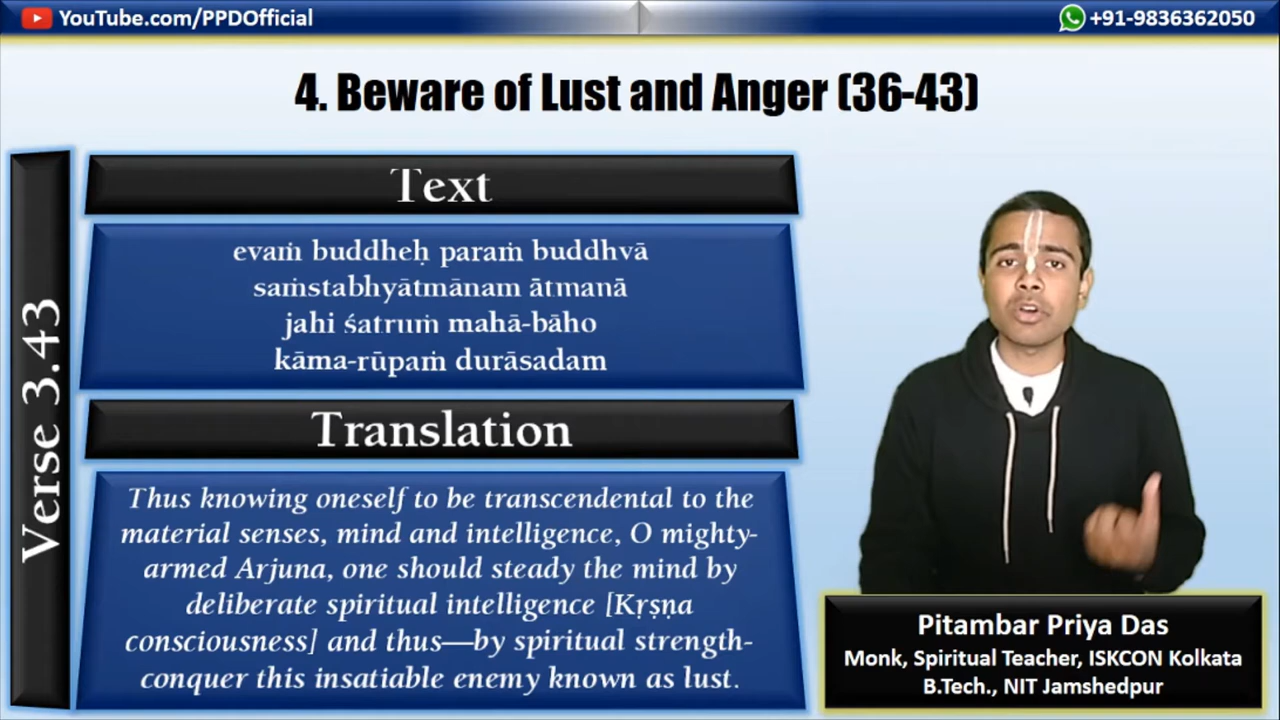 YouTube.com/PPDOfficial
+91-9836362050
4. Beware of Lust and Anger (36-43)
Verse 3.43
Text
evaṁ buddheḥ paraṁ buddhvā
saṁstabhyātmānam ātmanā
jahi śatruṁ mahā-bāho
kāma-rūpaṁ durāsadam
Translation
Thus knowing oneself to be transcendental to the
material senses, mind and intelligence, O mighty-
armed Arjuna, one should steady the mind by
deliberate spiritual intelligence [Kṛṣṇa
consciousness] and thus—by spiritual strength-
conquer this insatiable enemy known as lust.
Pitambar Priya Das
Monk, Spiritual Teacher, ISKCON Kolkata
B.Tech., NIT Jamshedpur